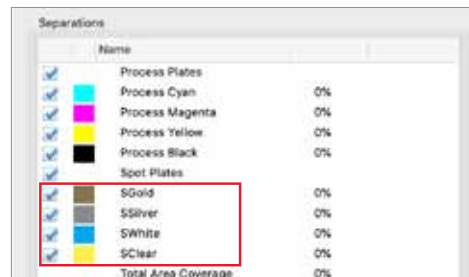 Separations
Name
Process Plates
Process Cyan 0%
Process Magenta 0%
Process Yellow 0%
Process Black 0%
Spot Plates
SGold 0%
SSilver 0%
SWhite 0%
SClear 0%
Total Area Coverage 0%